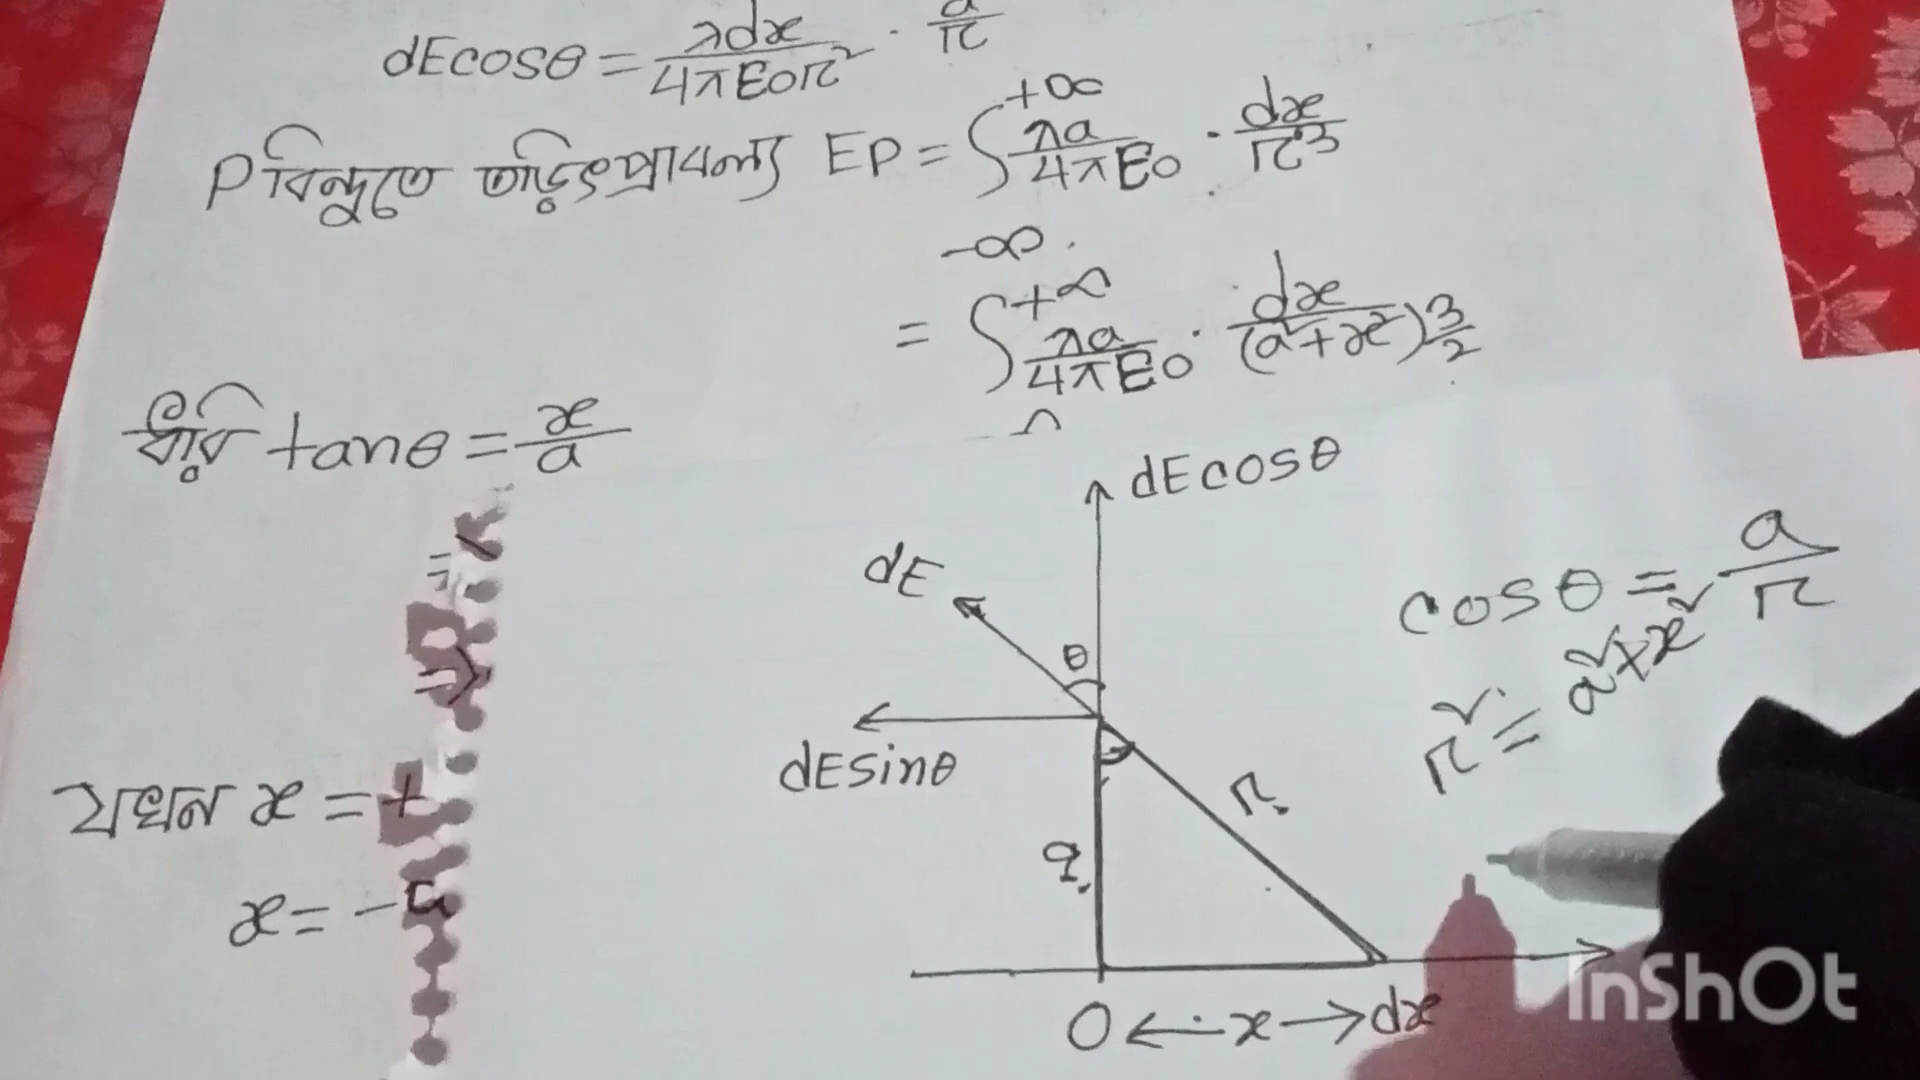 dEcosθ = λdx/4πε0r² · a/r
P বিন্দুতে তড়িৎপ্রাবল্য EP = ∫ +∞ -∞ λa/4πε0 · dx/r³
= ∫ +∞ λa/4πε0 · dx/(a²+x²)3/2
ধরি tanθ = x/a
dEcosθ
dE
θ
cosθ = a/r
r² = a²+x²
dEsinθ
r
যখন x = +
a
x = -
O ← x → dx
InShOt